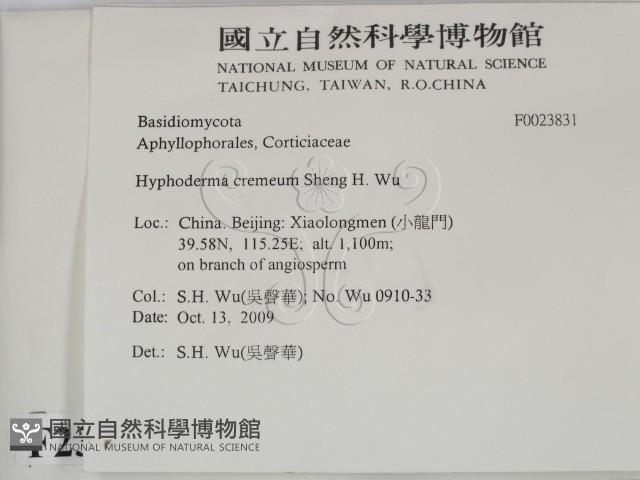 國立自然科學博物館
NATIONAL MUSEUM OF NATURAL SCIENCE
TAICHUNG, TAIWAN, R.O.CHINA
Basidiomycota F0023831
Aphyllophorales, Corticiaceae
Hyphoderma cremeum Sheng H. Wu
Loc.: China. Beijing: Xiaolongmen (小龍門)
39.58N, 115.25E; alt. 1,100m;
on branch of angiosperm
Col.: S.H. Wu(吳聲華); No. Wu 0910-33
Date: Oct. 13, 2009
Det.: S.H. Wu(吳聲華)
國立自然科學博物館
NATIONAL MUSEUM OF NATURAL SCIENCE